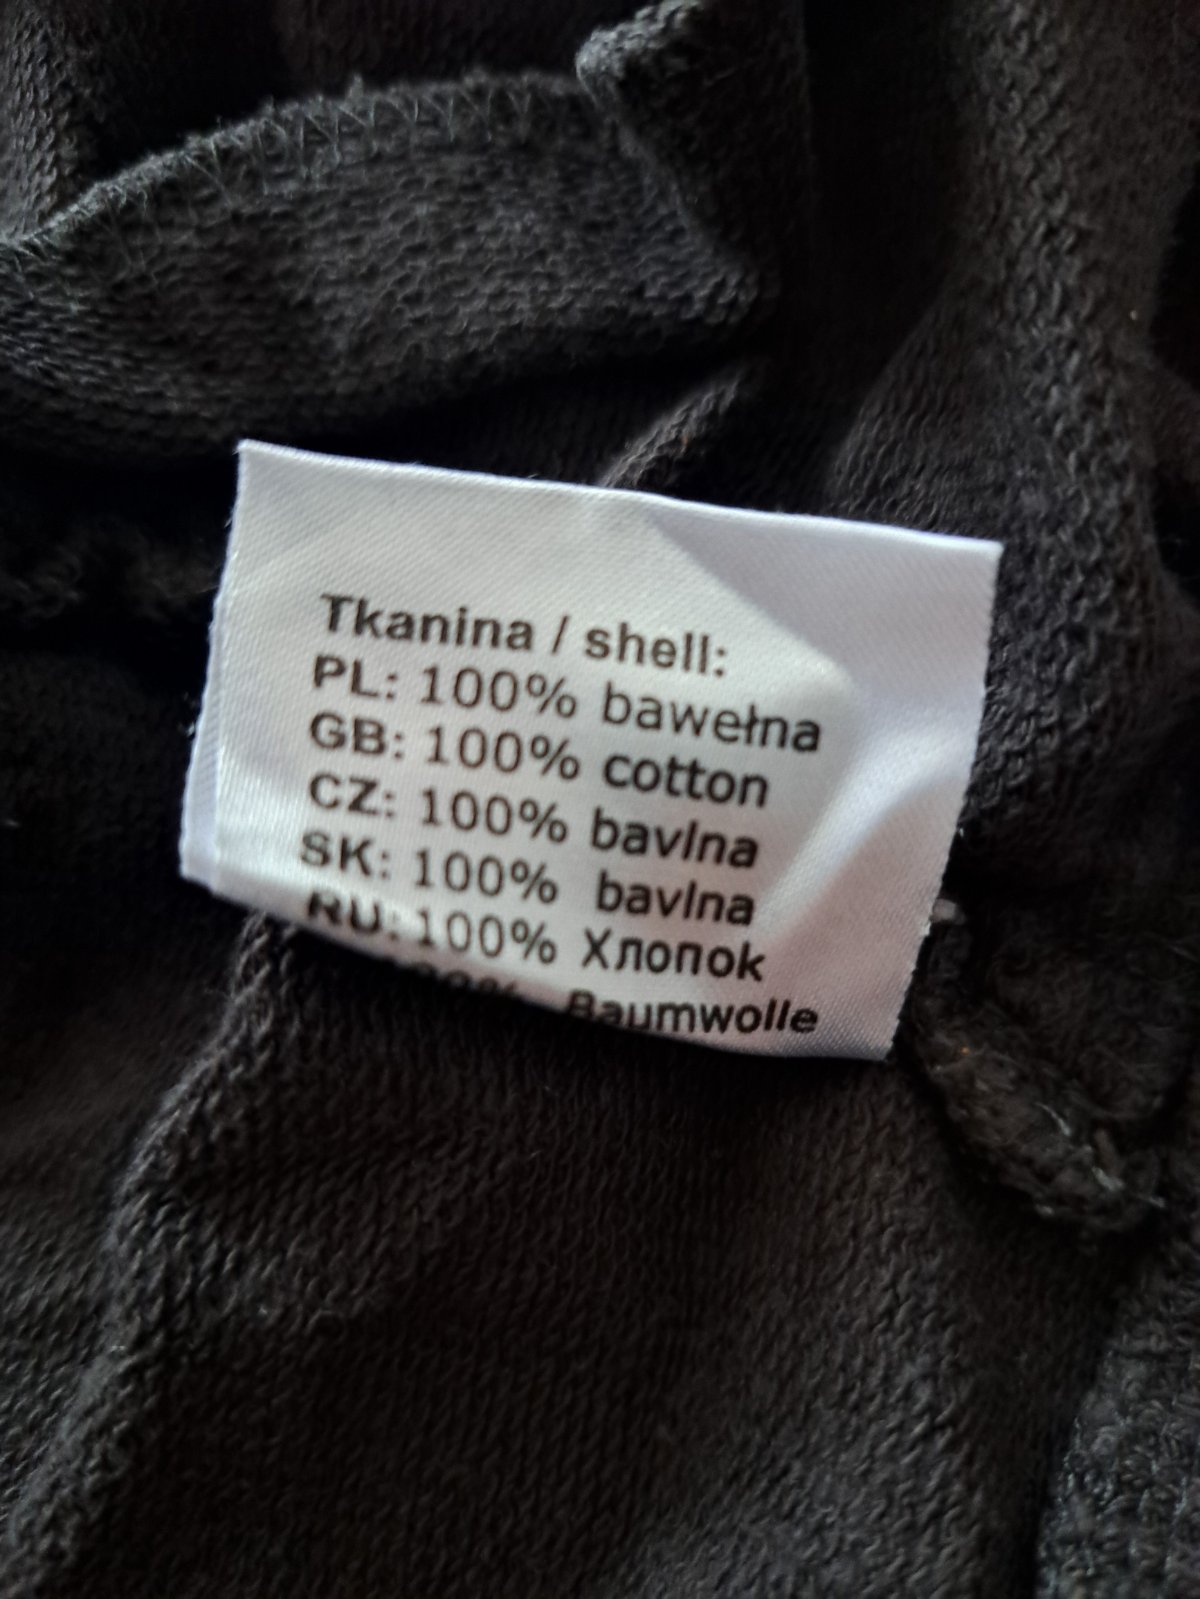 Tkanina / shell:
PL: 100% bawełna
GB: 100% cotton
CZ: 100% bavlna
SK: 100% bavlna
RU: 100% Хлопок
Baumwolle